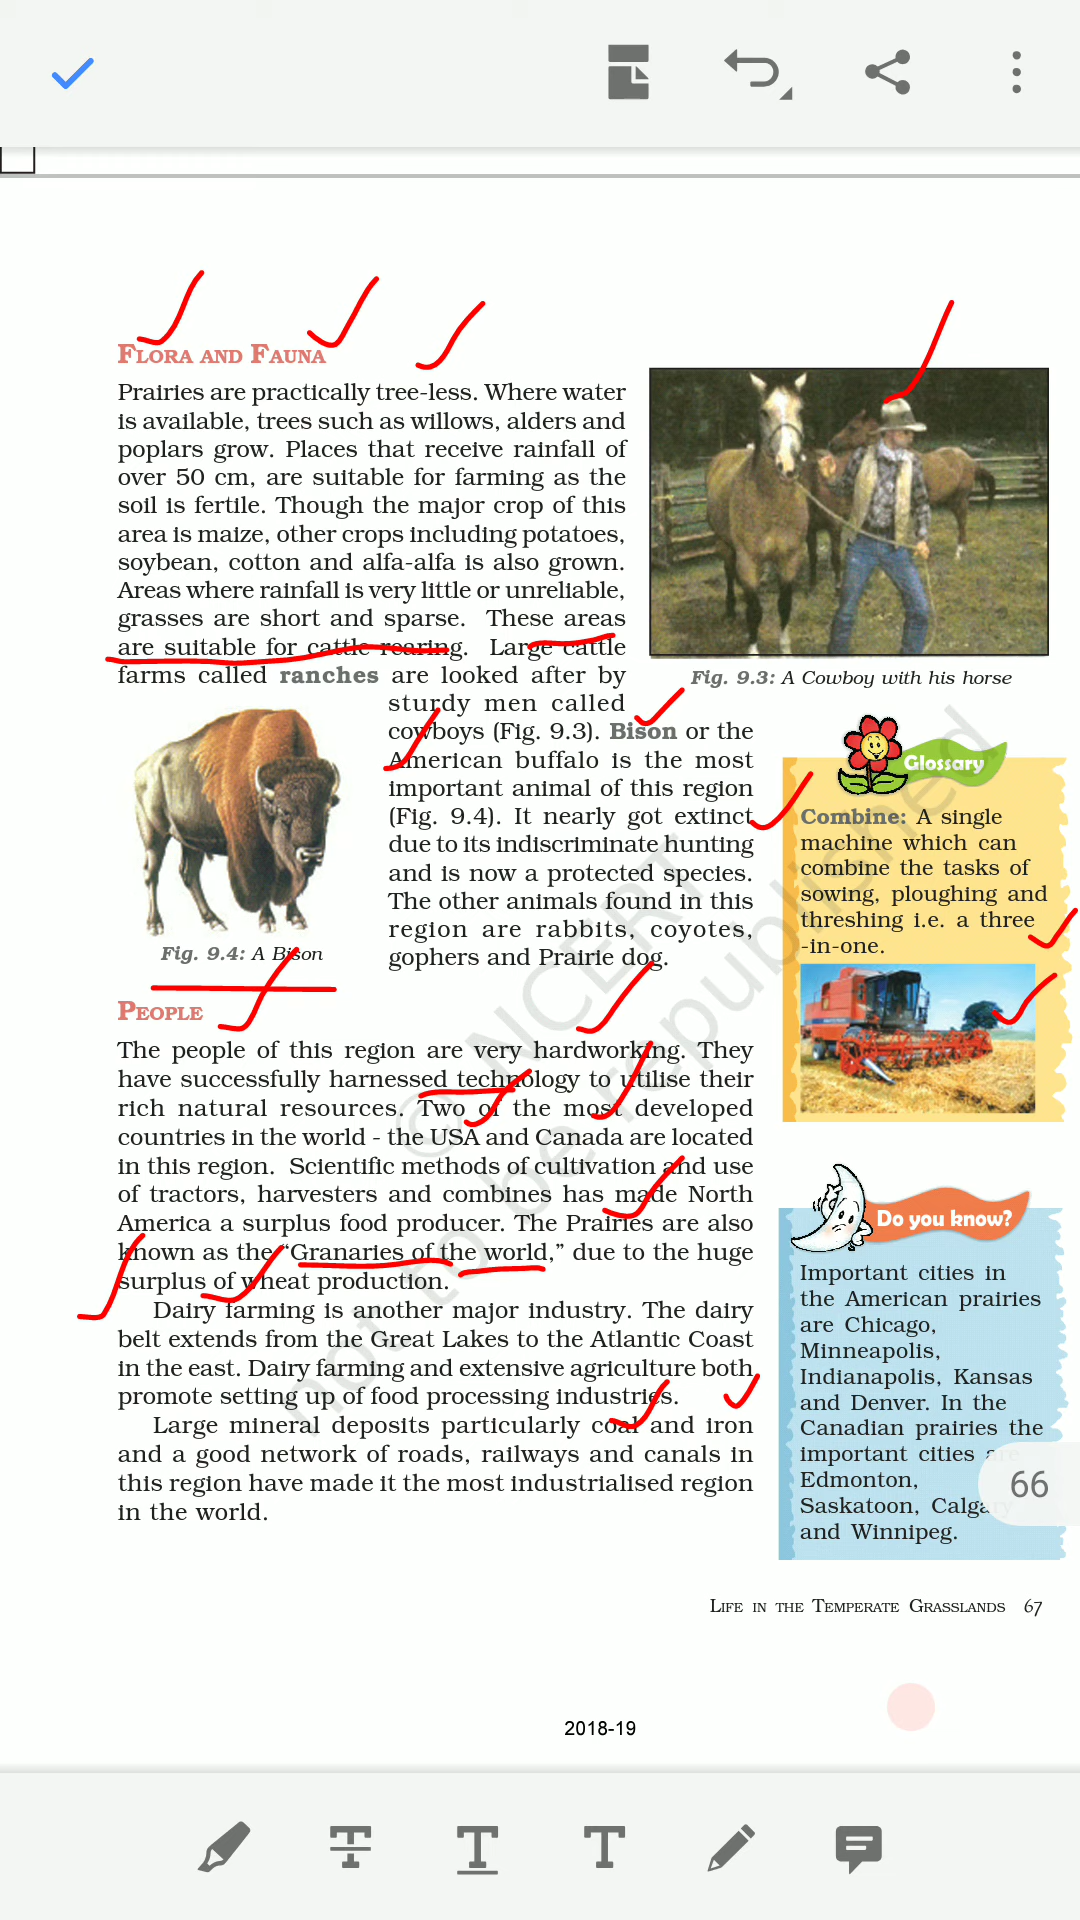 FLORA AND FAUNA
Prairies are practically tree-less. Where water
is available, trees such as willows, alders and
poplars grow. Places that receive rainfall of
over 50 cm, are suitable for farming as the
soil is fertile. Though the major crop of this
area is maize, other crops including potatoes,
soybean, cotton and alfa-alfa is also grown.
Areas where rainfall is very little or unreliable,
grasses are short and sparse. These areas
are suitable for cattle rearing. Large cattle
farms called ranches are looked after by
sturdy men called
cowboys (Fig. 9.3). Bison or the
American buffalo is the most
important animal of this region
(Fig. 9.4). It nearly got extinct
due to its indiscriminate hunting
and is now a protected species.
The other animals found in this
region are rabbits, coyotes,
gophers and Prairie dog.
Fig. 9.4: A Bison
Fig. 9.3: A Cowboy with his horse
PEOPLE
The people of this region are very hardworking. They
have successfully harnessed technology to utilise their
rich natural resources. Two of the most developed
countries in the world - the USA and Canada are located
in this region. Scientific methods of cultivation and use
of tractors, harvesters and combines has made North
America a surplus food producer. The Prairies are also
known as the “Granaries of the world,” due to the huge
surplus of wheat production.
Dairy farming is another major industry. The dairy
belt extends from the Great Lakes to the Atlantic Coast
in the east. Dairy farming and extensive agriculture both
promote setting up of food processing industries.
Large mineral deposits particularly coal and iron
and a good network of roads, railways and canals in
this region have made it the most industrialised region
in the world.
Glossary
Combine: A single
machine which can
combine the tasks of
sowing, ploughing and
threshing i.e. a three
-in-one.
Do you know?
Important cities in
the American prairies
are Chicago,
Minneapolis,
Indianapolis, Kansas
and Denver. In the
Canadian prairies the
important cities are
Edmonton,
Saskatoon, Calgary
and Winnipeg.
66
LIFE IN THE TEMPERATE GRASSLANDS 67
2018-19
© NCERT
not to be republished
T
T
T